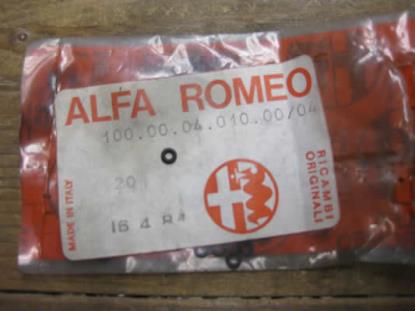 ALFA ROMEO
100.00.04.010.00/04
20
16 4 84
MADE IN ITALY
RICAMBI
ORIGINALI